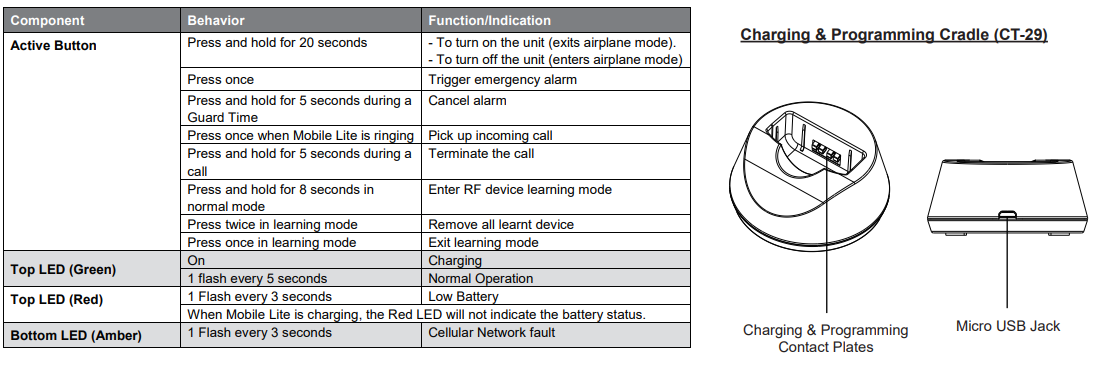 Component Behavior Function/Indication
Active Button Press and hold for 20 seconds - To turn on the unit (exits airplane mode).
- To turn off the unit (enters airplane mode)
Press once Trigger emergency alarm
Press and hold for 5 seconds during a Cancel alarm
Guard Time
Press once when Mobile Lite is ringing Pick up incoming call
Press and hold for 5 seconds during a Terminate the call
call
Press and hold for 8 seconds in Enter RF device learning mode
normal mode
Press twice in learning mode Remove all learnt device
Press once in learning mode Exit learning mode
Top LED (Green) On Charging
1 flash every 5 seconds Normal Operation
Top LED (Red) 1 Flash every 3 seconds Low Battery
When Mobile Lite is charging, the Red LED will not indicate the battery status.
Bottom LED (Amber) 1 Flash every 3 seconds Cellular Network fault
Charging & Programming Cradle (CT-29)
Charging & Programming
Contact Plates
Micro USB Jack